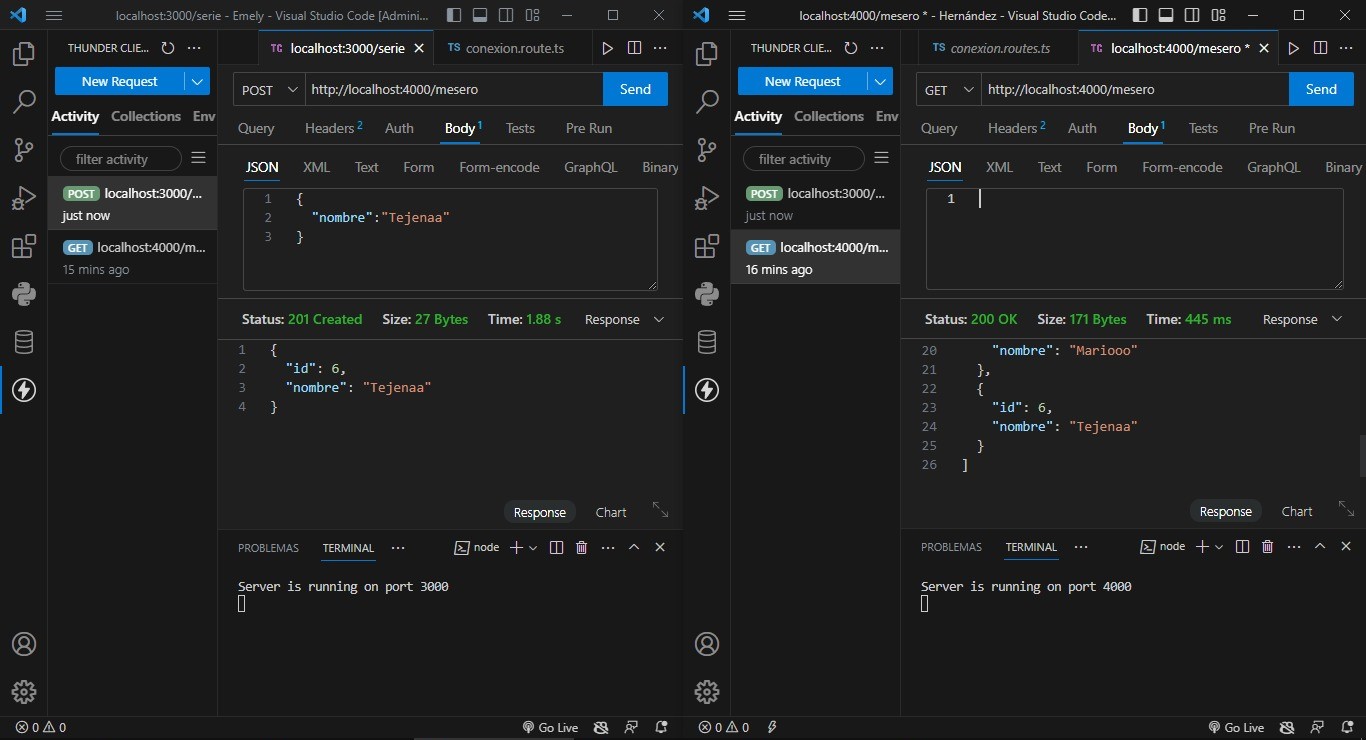 localhost:3000/serie - Emely - Visual Studio Code [Admini...
THUNDER CLIE...
TC localhost:3000/serie
TS conexion.route.ts
New Request
POST
http://localhost:4000/mesero
Send
Activity Collections Env
Query Headers 2 Auth Body 1 Tests Pre Run
filter activity
JSON XML Text Form Form-encode GraphQL Binary
POST localhost:3000/...
just now
GET localhost:4000/m...
15 mins ago
1 {
2 "nombre":"Tejenaa"
3 }
Status: 201 Created Size: 27 Bytes Time: 1.88 s Response
1 {
2 "id": 6,
3 "nombre": "Tejenaa"
4 }
Response Chart
PROBLEMAS TERMINAL ... node
Server is running on port 3000
0 0 Go Live
localhost:4000/mesero * - Hernández - Visual Studio Code...
THUNDER CLIE...
TS conexion.routes.ts
TC localhost:4000/mesero *
New Request
GET
http://localhost:4000/mesero
Send
Activity Collections Env
Query Headers 2 Auth Body 1 Tests Pre Run
filter activity
JSON XML Text Form Form-encode GraphQL Binary
POST localhost:3000/...
just now
GET localhost:4000/m...
16 mins ago
1
Status: 200 OK Size: 171 Bytes Time: 445 ms Response
20 "nombre": "Mariooo"
21 },
22 {
23 "id": 6,
24 "nombre": "Tejenaa"
25 }
26 ]
Response Chart
PROBLEMAS TERMINAL ... node
Server is running on port 4000
0 0 Go Live